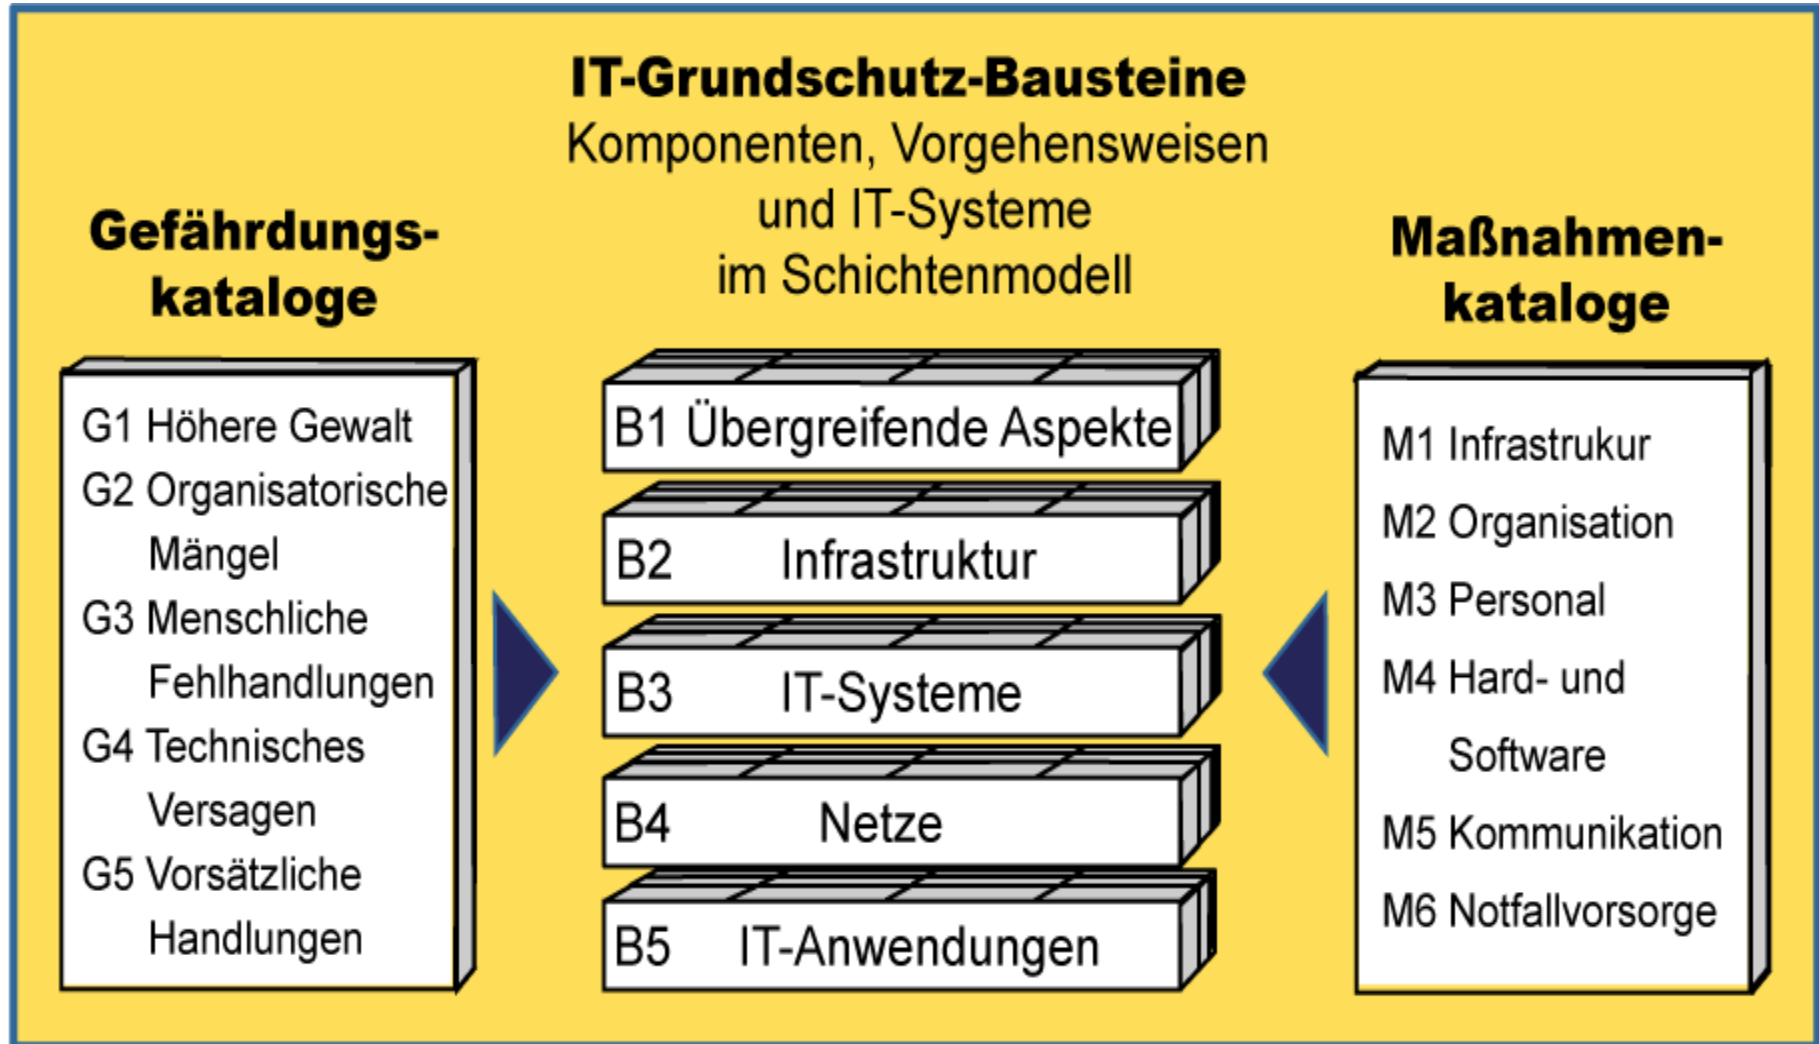 IT-Grundschutz-Bausteine
Komponenten, Vorgehensweisen
und IT-Systeme
im Schichtenmodell
Gefährdungs-
kataloge
G1 Höhere Gewalt
G2 Organisatorische
Mängel
G3 Menschliche
Fehlhandlungen
G4 Technisches
Versagen
G5 Vorsätzliche
Handlungen
B1 Übergreifende Aspekte
B2 Infrastruktur
B3 IT-Systeme
B4 Netze
B5 IT-Anwendungen
Maßnahmen-
kataloge
M1 Infrastrukur
M2 Organisation
M3 Personal
M4 Hard- und
Software
M5 Kommunikation
M6 Notfallvorsorge